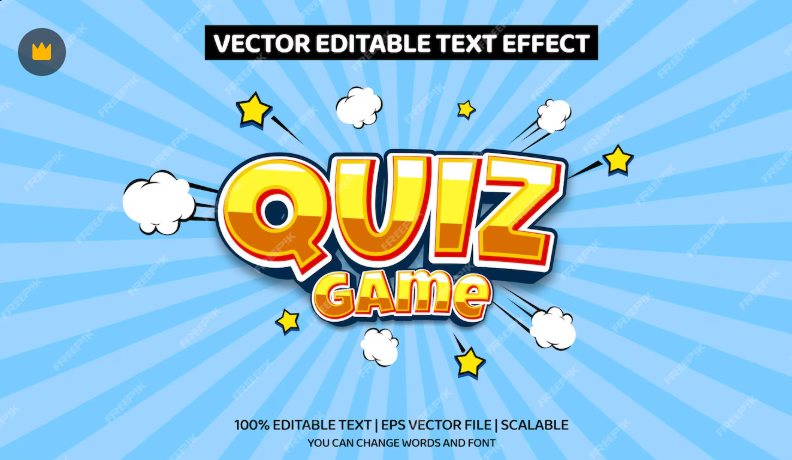 VECTOR EDITABLE TEXT EFFECT
QUIZ
GAme
100% EDITABLE TEXT | EPS VECTOR FILE | SCALABLE
YOU CAN CHANGE WORDS AND FONT
FREEPIK